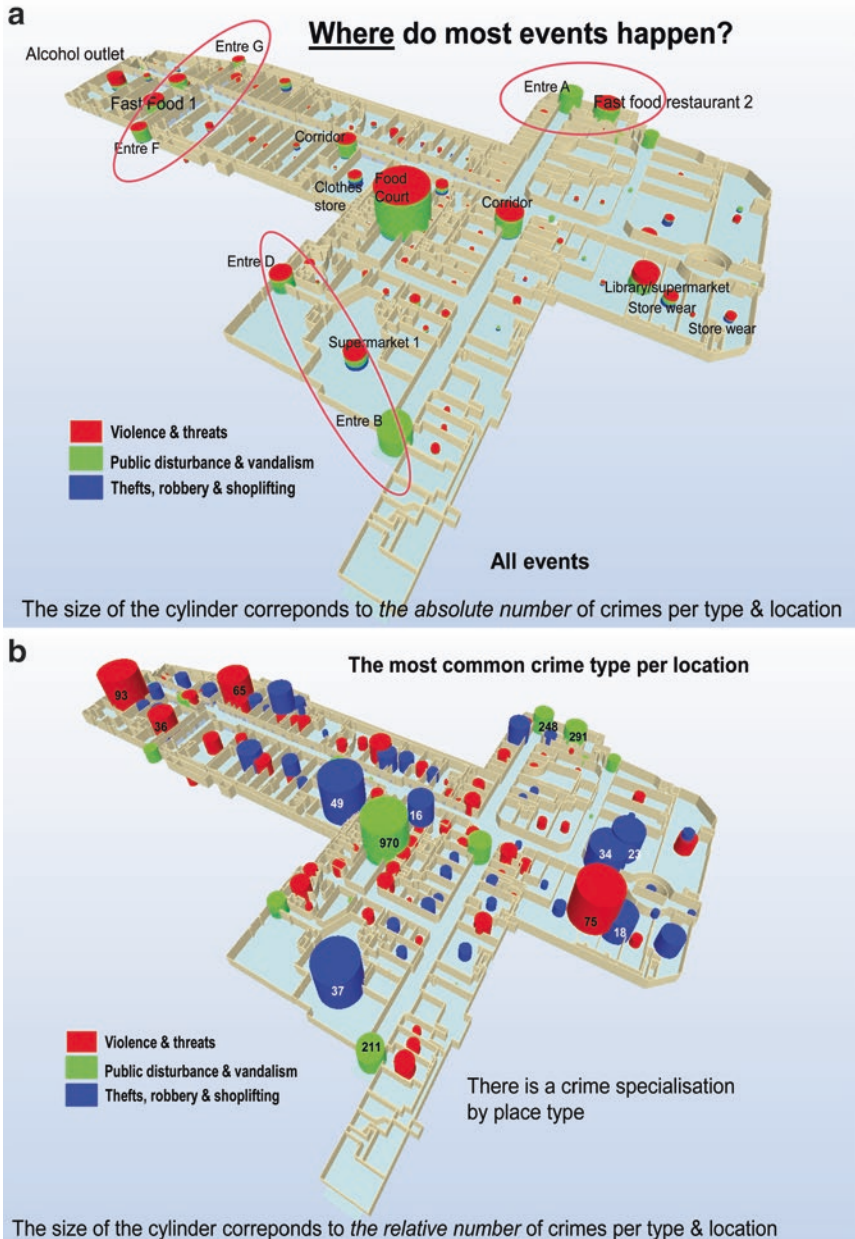 a
Where do most events happen?
Entre G
Alcohol outlet
Entre A
Fast Food 1
Fast food restaurant 2
Entre F
Corridor
Clothes
store
Food
Court
Corridor
Entre D
Library/supermarket
Store wear
Store wear
Supermarket 1
Entre B
Violence & threats
Public disturbance & vandalism
Thefts, robbery & shoplifting
All events
The size of the cylinder correponds to the absolute number of crimes per type & location
b
The most common crime type per location
93
65
36
248
291
49
16
970
34
23
75
18
37
211
Violence & threats
Public disturbance & vandalism
Thefts, robbery & shoplifting
There is a crime specialisation
by place type
The size of the cylinder correponds to the relative number of crimes per type & location